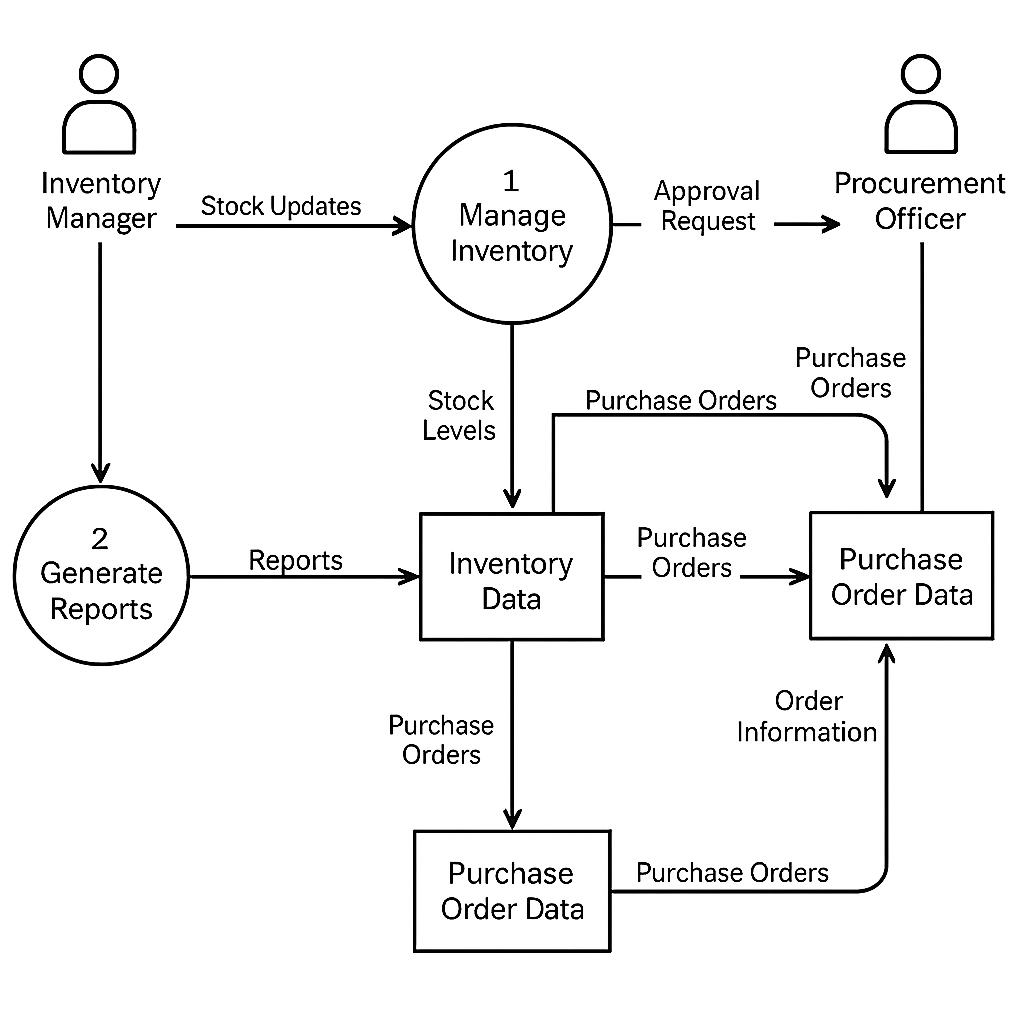 Inventory
Manager
Stock Updates
1
Manage
Inventory
Approval
Request
Procurement
Officer
Stock
Levels
Purchase Orders
Purchase
Orders
2
Generate
Reports
Reports
Inventory
Data
Purchase
Orders
Purchase
Order Data
Purchase
Orders
Order
Information
Purchase
Order Data
Purchase Orders